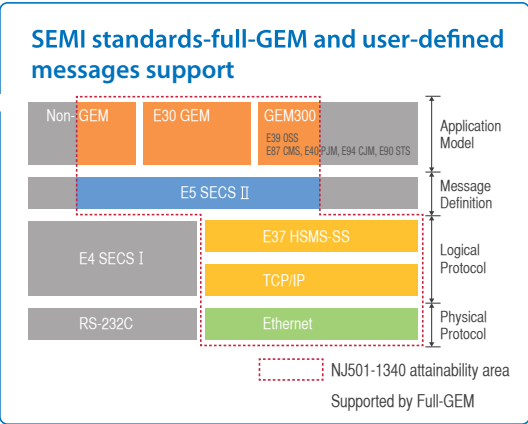 SEMI standards-full-GEM and user-defined
messages support
Non-GEM
E30 GEM
GEM300
E39 OSS
E87 CMS, E40 PJM, E94 CJM, E90 STS
Application
Model
E5 SECS Ⅱ
Message
Definition
E4 SECS Ⅰ
E37 HSMS-SS
TCP/IP
Logical
Protocol
RS-232C
Ethernet
Physical
Protocol
NJ501-1340 attainability area
Supported by Full-GEM